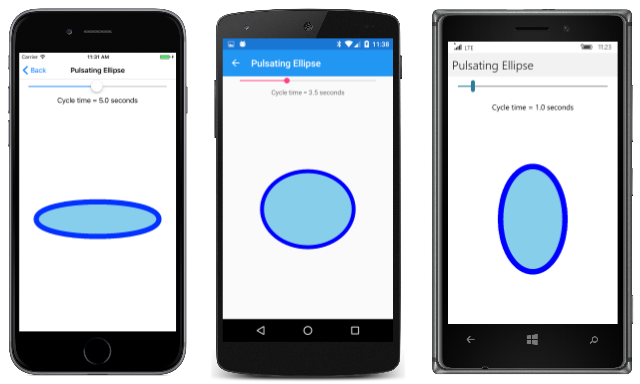 Carrier 11:31 AM
Back Pulsating Ellipse
Cycle time = 5.0 seconds
11:38
Pulsating Ellipse
Cycle time = 3.5 seconds
LTE 11:23
Pulsating Ellipse
Cycle time = 1.0 seconds